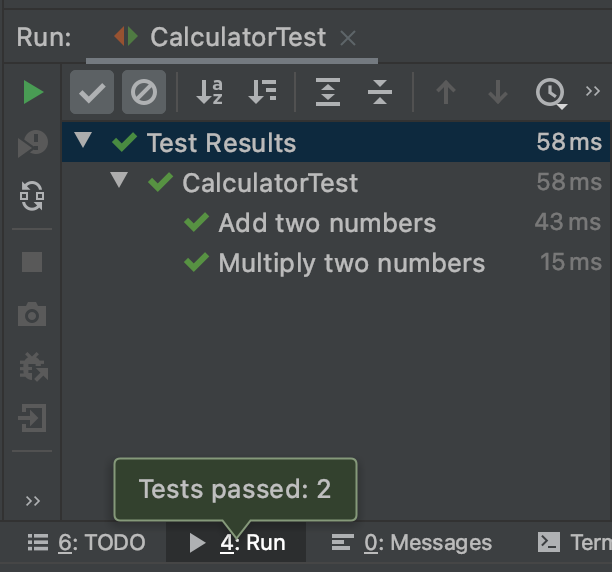 Run: CalculatorTest
Test Results 58 ms
CalculatorTest 58 ms
Add two numbers 43 ms
Multiply two numbers 15 ms
Tests passed: 2
6: TODO 4: Run 0: Messages Term